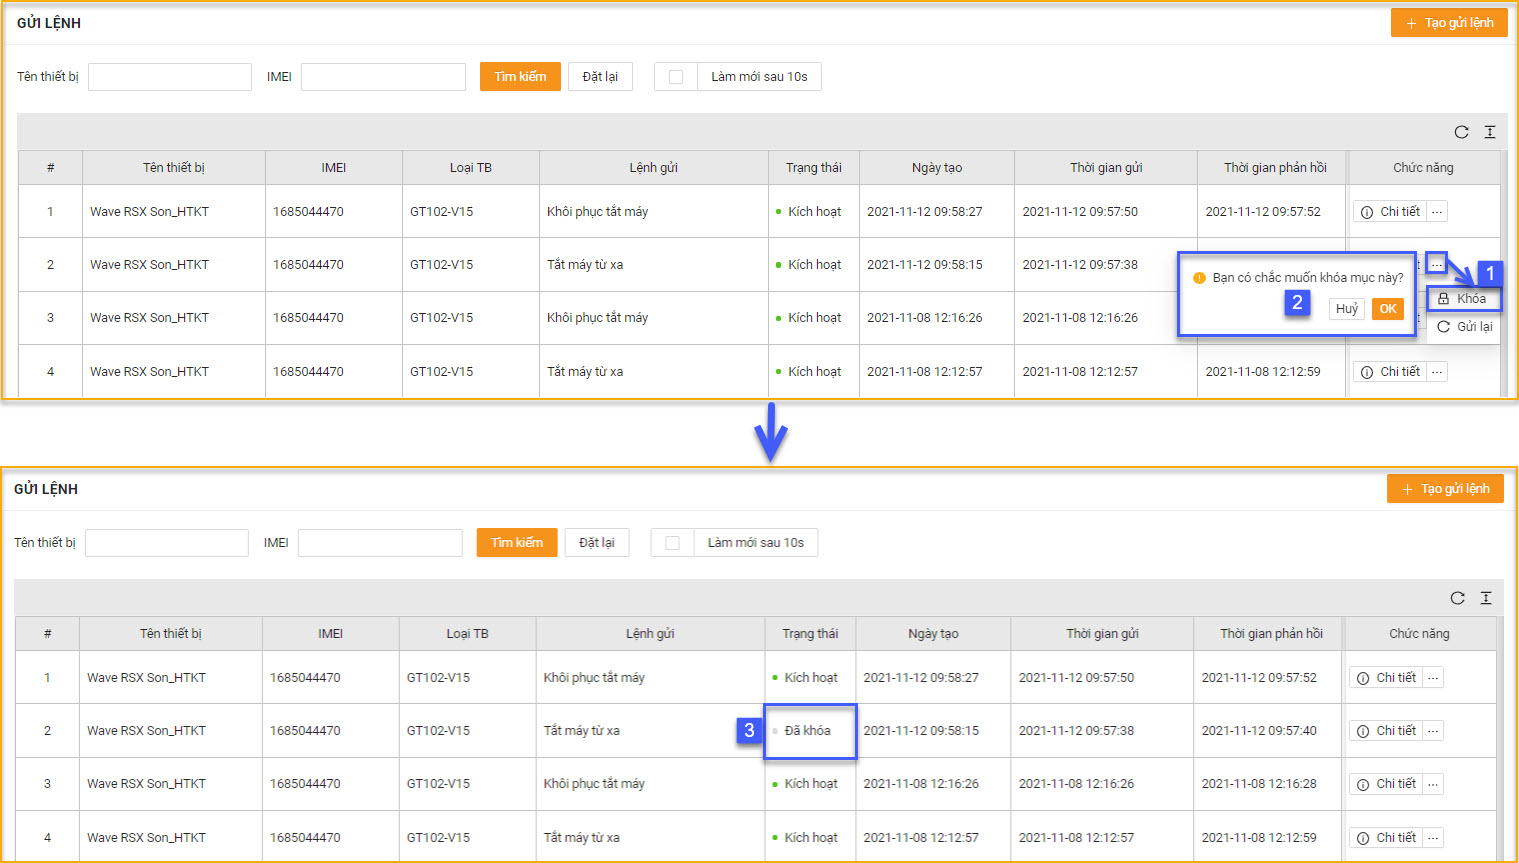 GỬI LỆNH
+ Tạo gửi lệnh
Tên thiết bị IMEI Tìm kiếm Đặt lại Làm mới sau 10s
# Tên thiết bị IMEI Loại TB Lệnh gửi Trạng thái Ngày tạo Thời gian gửi Thời gian phản hồi Chức năng
1 Wave RSX Son_HTKT 1685044470 GT102-V15 Khôi phục tắt máy Kích hoạt 2021-11-12 09:58:27 2021-11-12 09:57:50 2021-11-12 09:57:52 Chi tiết ...
2 Wave RSX Son_HTKT 1685044470 GT102-V15 Tắt máy từ xa Kích hoạt 2021-11-12 09:58:15 2021-11-12 09:57:38 t ...
1
Bạn có chắc muốn khóa mục này?
2 Huỷ OK
Khóa
Gửi lại
3 Wave RSX Son_HTKT 1685044470 GT102-V15 Khôi phục tắt máy Kích hoạt 2021-11-08 12:16:26 2021-11-08 12:16:26 t
4 Wave RSX Son_HTKT 1685044470 GT102-V15 Tắt máy từ xa Kích hoạt 2021-11-08 12:12:57 2021-11-08 12:12:57 2021-11-08 12:12:59 Chi tiết ...
GỬI LỆNH
+ Tạo gửi lệnh
Tên thiết bị IMEI Tìm kiếm Đặt lại Làm mới sau 10s
# Tên thiết bị IMEI Loại TB Lệnh gửi Trạng thái Ngày tạo Thời gian gửi Thời gian phản hồi Chức năng
1 Wave RSX Son_HTKT 1685044470 GT102-V15 Khôi phục tắt máy Kích hoạt 2021-11-12 09:58:27 2021-11-12 09:57:50 2021-11-12 09:57:52 Chi tiết ...
2 Wave RSX Son_HTKT 1685044470 GT102-V15 Tắt máy từ xa 3 Đã khóa 2021-11-12 09:58:15 2021-11-12 09:57:38 2021-11-12 09:57:40 Chi tiết ...
3 Wave RSX Son_HTKT 1685044470 GT102-V15 Khôi phục tắt máy Kích hoạt 2021-11-08 12:16:26 2021-11-08 12:16:26 2021-11-08 12:16:28 Chi tiết ...
4 Wave RSX Son_HTKT 1685044470 GT102-V15 Tắt máy từ xa Kích hoạt 2021-11-08 12:12:57 2021-11-08 12:12:57 2021-11-08 12:12:59 Chi tiết ...